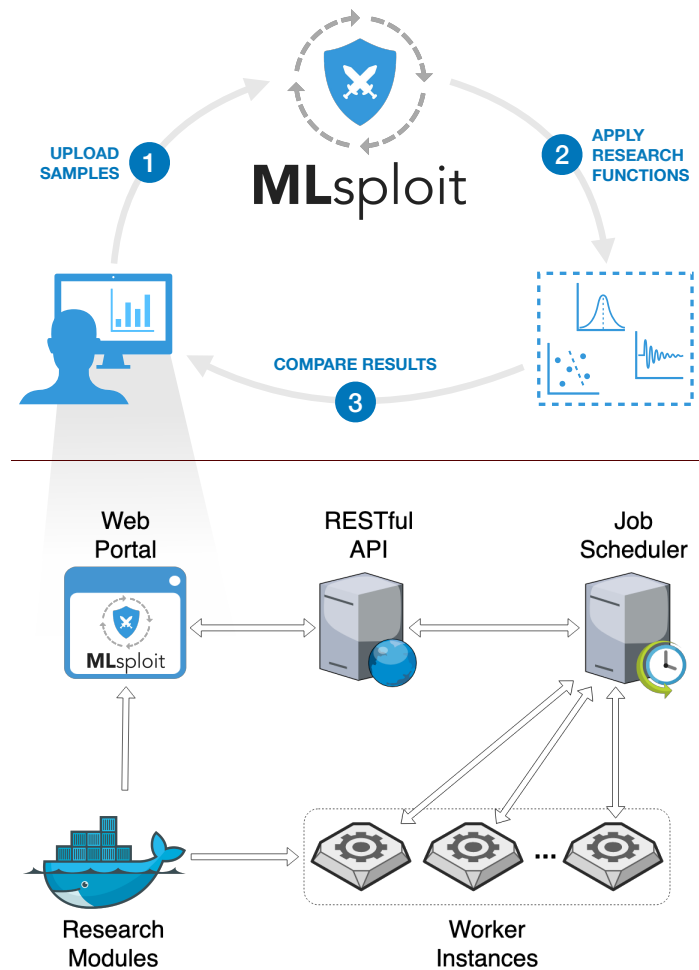 UPLOAD
SAMPLES
1
MLsploit
2
APPLY
RESEARCH
FUNCTIONS
COMPARE RESULTS
3
Web
Portal
RESTful
API
Job
Scheduler
MLsploit
...
Research
Modules
Worker
Instances